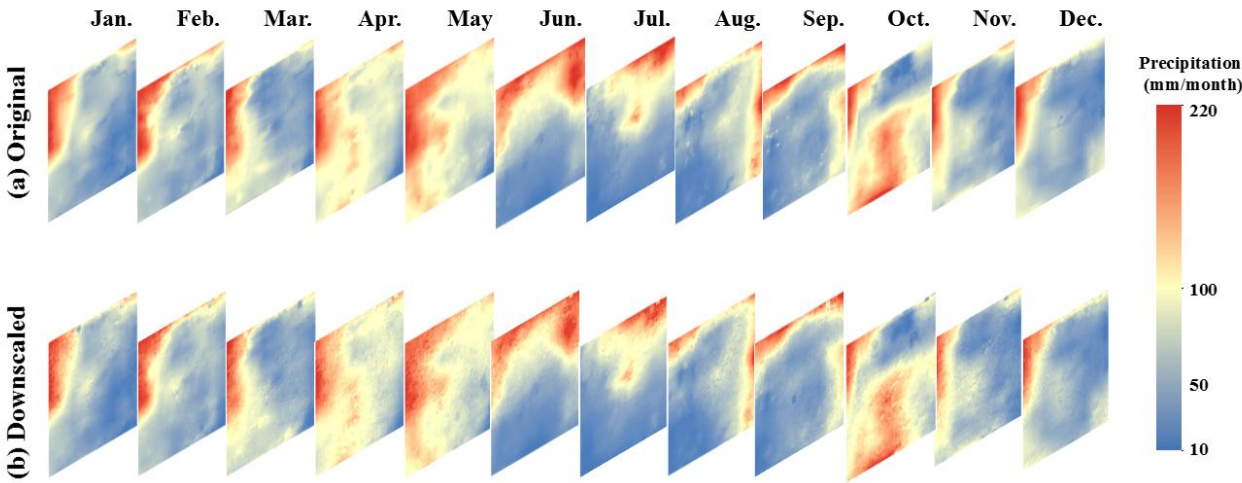 Jan. Feb. Mar. Apr. May Jun. Jul. Aug. Sep. Oct. Nov. Dec.
(a) Original
Precipitation
(mm/month)
220
100
50
10
(b) Downscaled